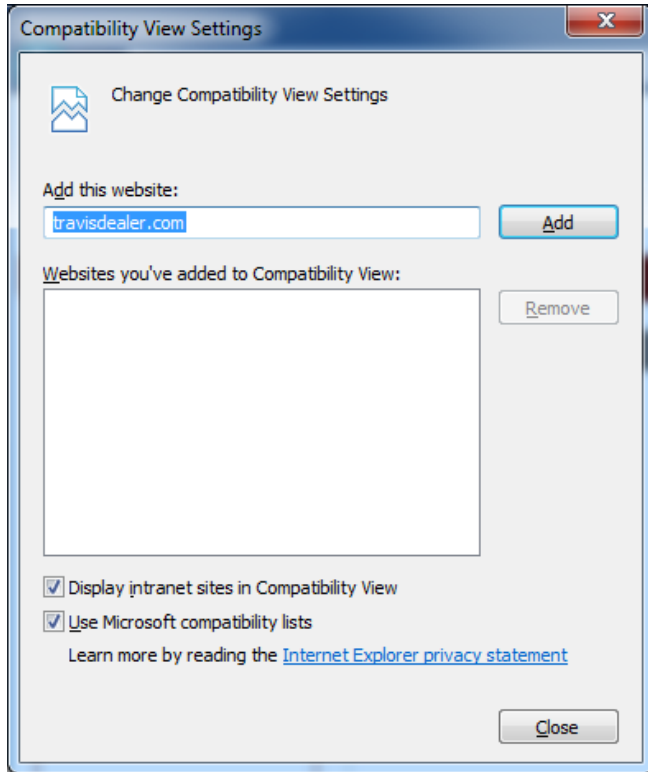 Compatibility View Settings
Change Compatibility View Settings
Add this website:
travisdealer.com
Add
Websites you've added to Compatibility View:
Remove
Display intranet sites in Compatibility View
Use Microsoft compatibility lists
Learn more by reading the Internet Explorer privacy statement
Close